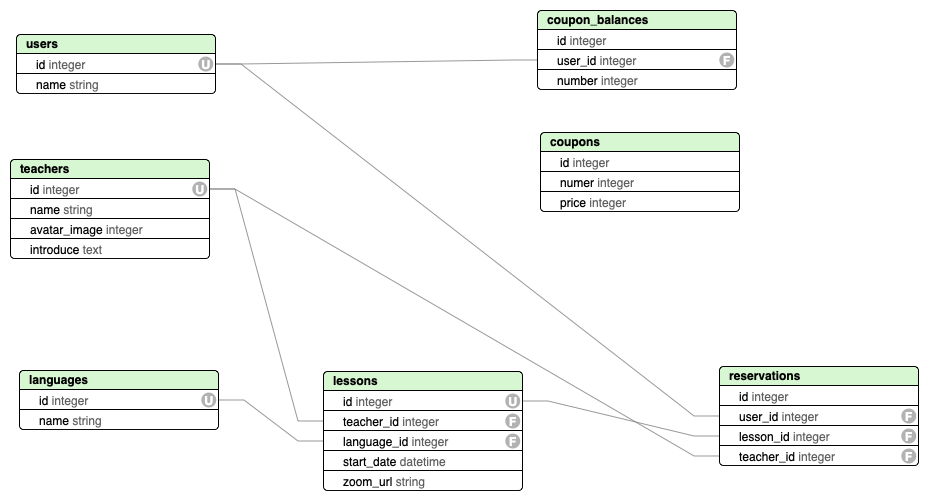 users
id integer U
name string
coupon_balances
id integer
user_id integer F
number integer
coupons
id integer
numer integer
price integer
teachers
id integer U
name string
avatar_image integer
introduce text
languages
id integer U
name string
lessons
id integer U
teacher_id integer F
language_id integer F
start_date datetime
zoom_url string
reservations
id integer
user_id integer F
lesson_id integer F
teacher_id integer F